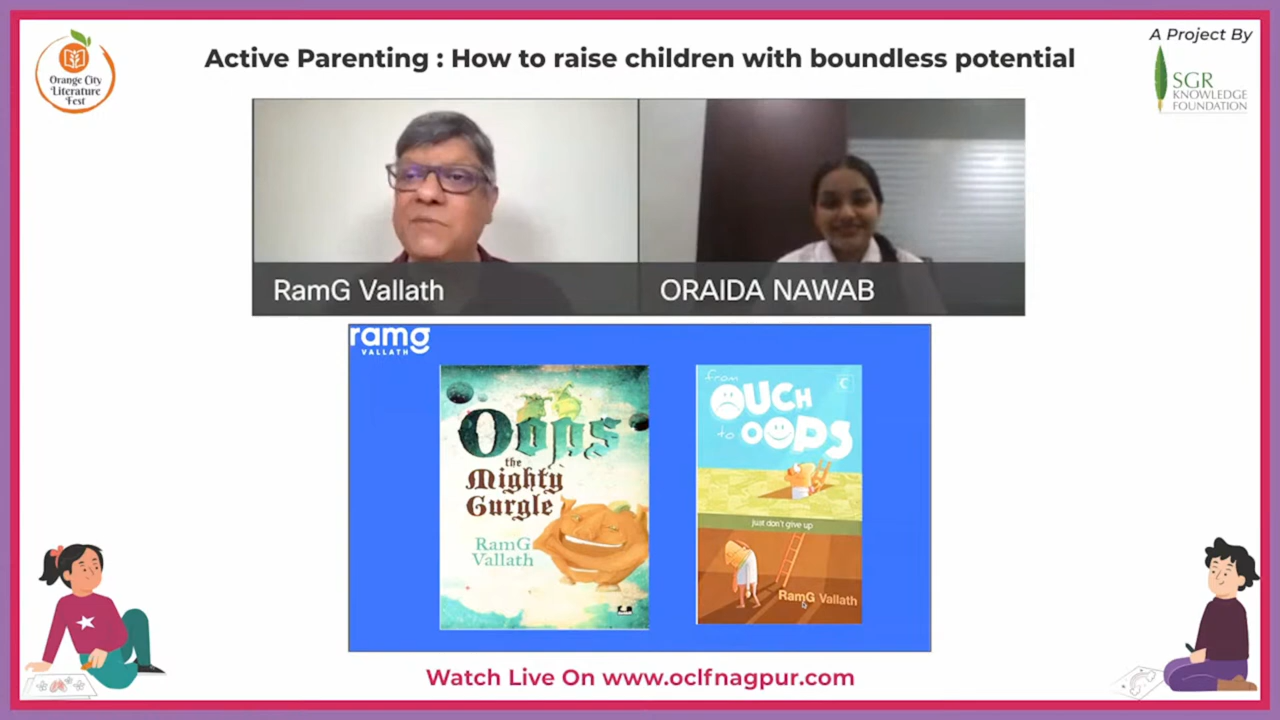 Orange City
Literature
Fest
Active Parenting : How to raise children with boundless potential
A Project By
SGR
KNOWLEDGE
FOUNDATION
RamG Vallath
ORAIDA NAWAB
ramg
VALLATH
Oops
the
Mighty
Gurgle
RamG
Vallath
from
OUCH
to OOPS
just don't give up
RamG Vallath
Watch Live On www.oclfnagpur.com